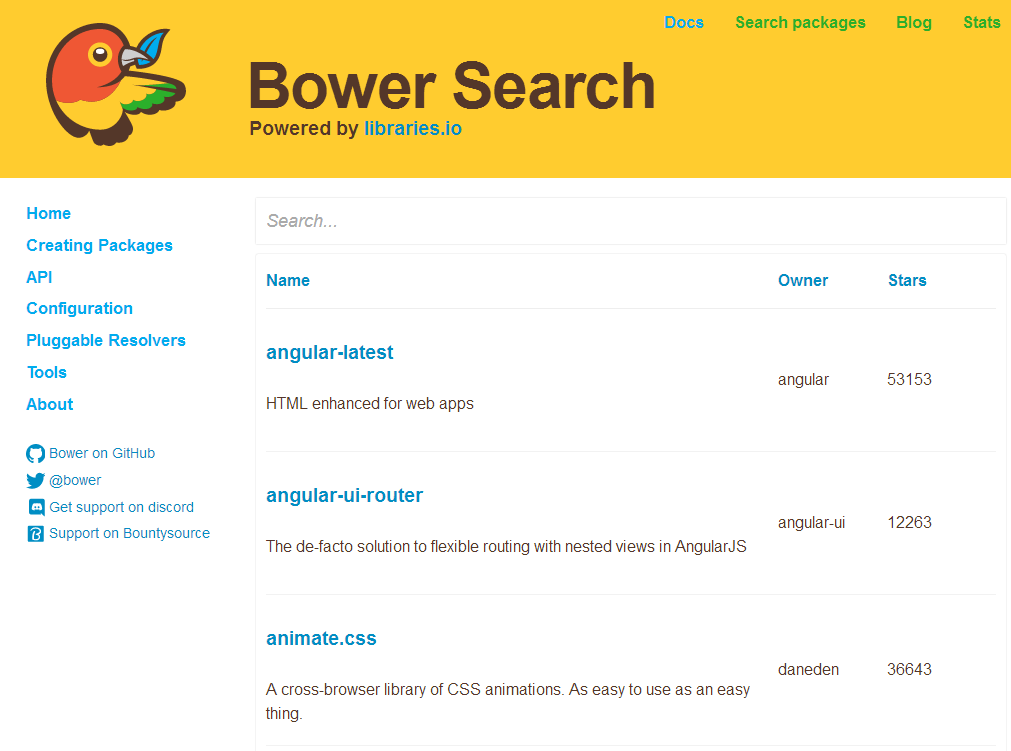 Docs Search packages Blog Stats
Bower Search
Powered by libraries.io
Home
Creating Packages
API
Configuration
Pluggable Resolvers
Tools
About
Bower on GitHub
@bower
Get support on discord
Support on Bountysource
Search...
Name Owner Stars
angular-latest
HTML enhanced for web apps
angular 53153
angular-ui-router
The de-facto solution to flexible routing with nested views in AngularJS
angular-ui 12263
animate.css
A cross-browser library of CSS animations. As easy to use as an easy
thing.
daneden 36643